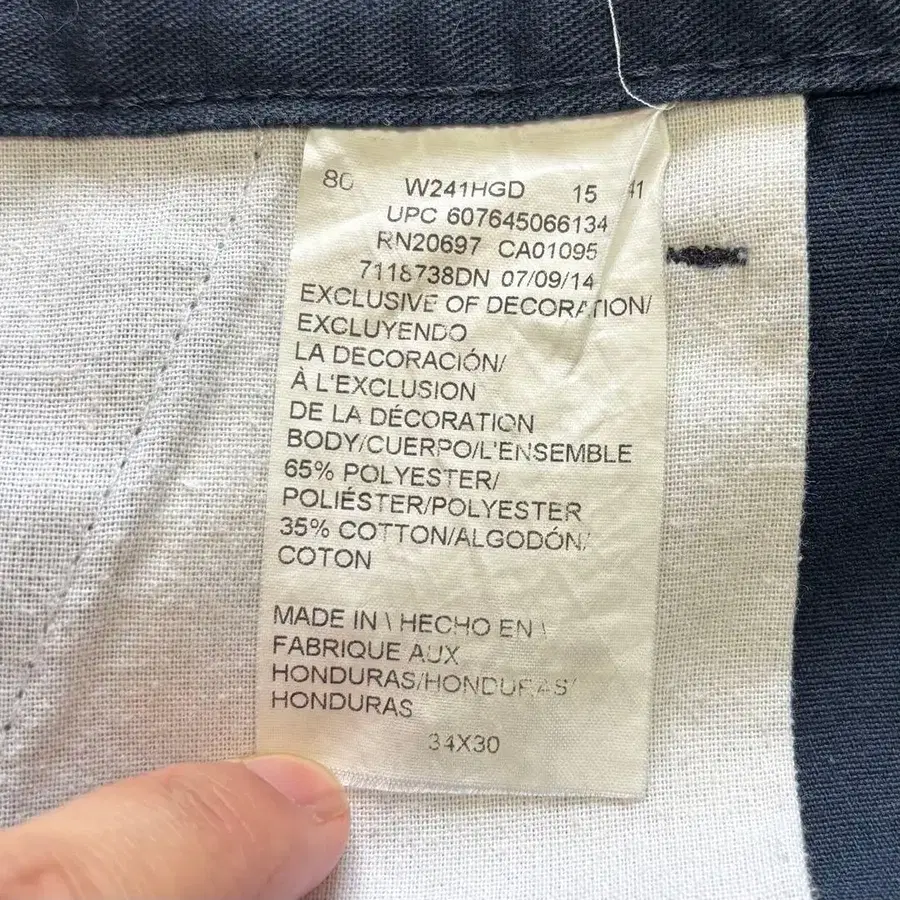 80 W241HGD 15 41
UPC 607645066134
RN20697 CA01095
7118738DN 07/09/14
EXCLUSIVE OF DECORATION/
EXCLUYENDO
LA DECORACIÓN/
À L'EXCLUSION
DE LA DÉCORATION
BODY/CUERPO/L'ENSEMBLE
65% POLYESTER/
POLIÉSTER/POLYESTER
35% COTTON/ALGODÓN/
COTON
MADE IN \ HECHO EN \
FABRIQUE AUX
HONDURAS/HONDURAS/
HONDURAS
34X30